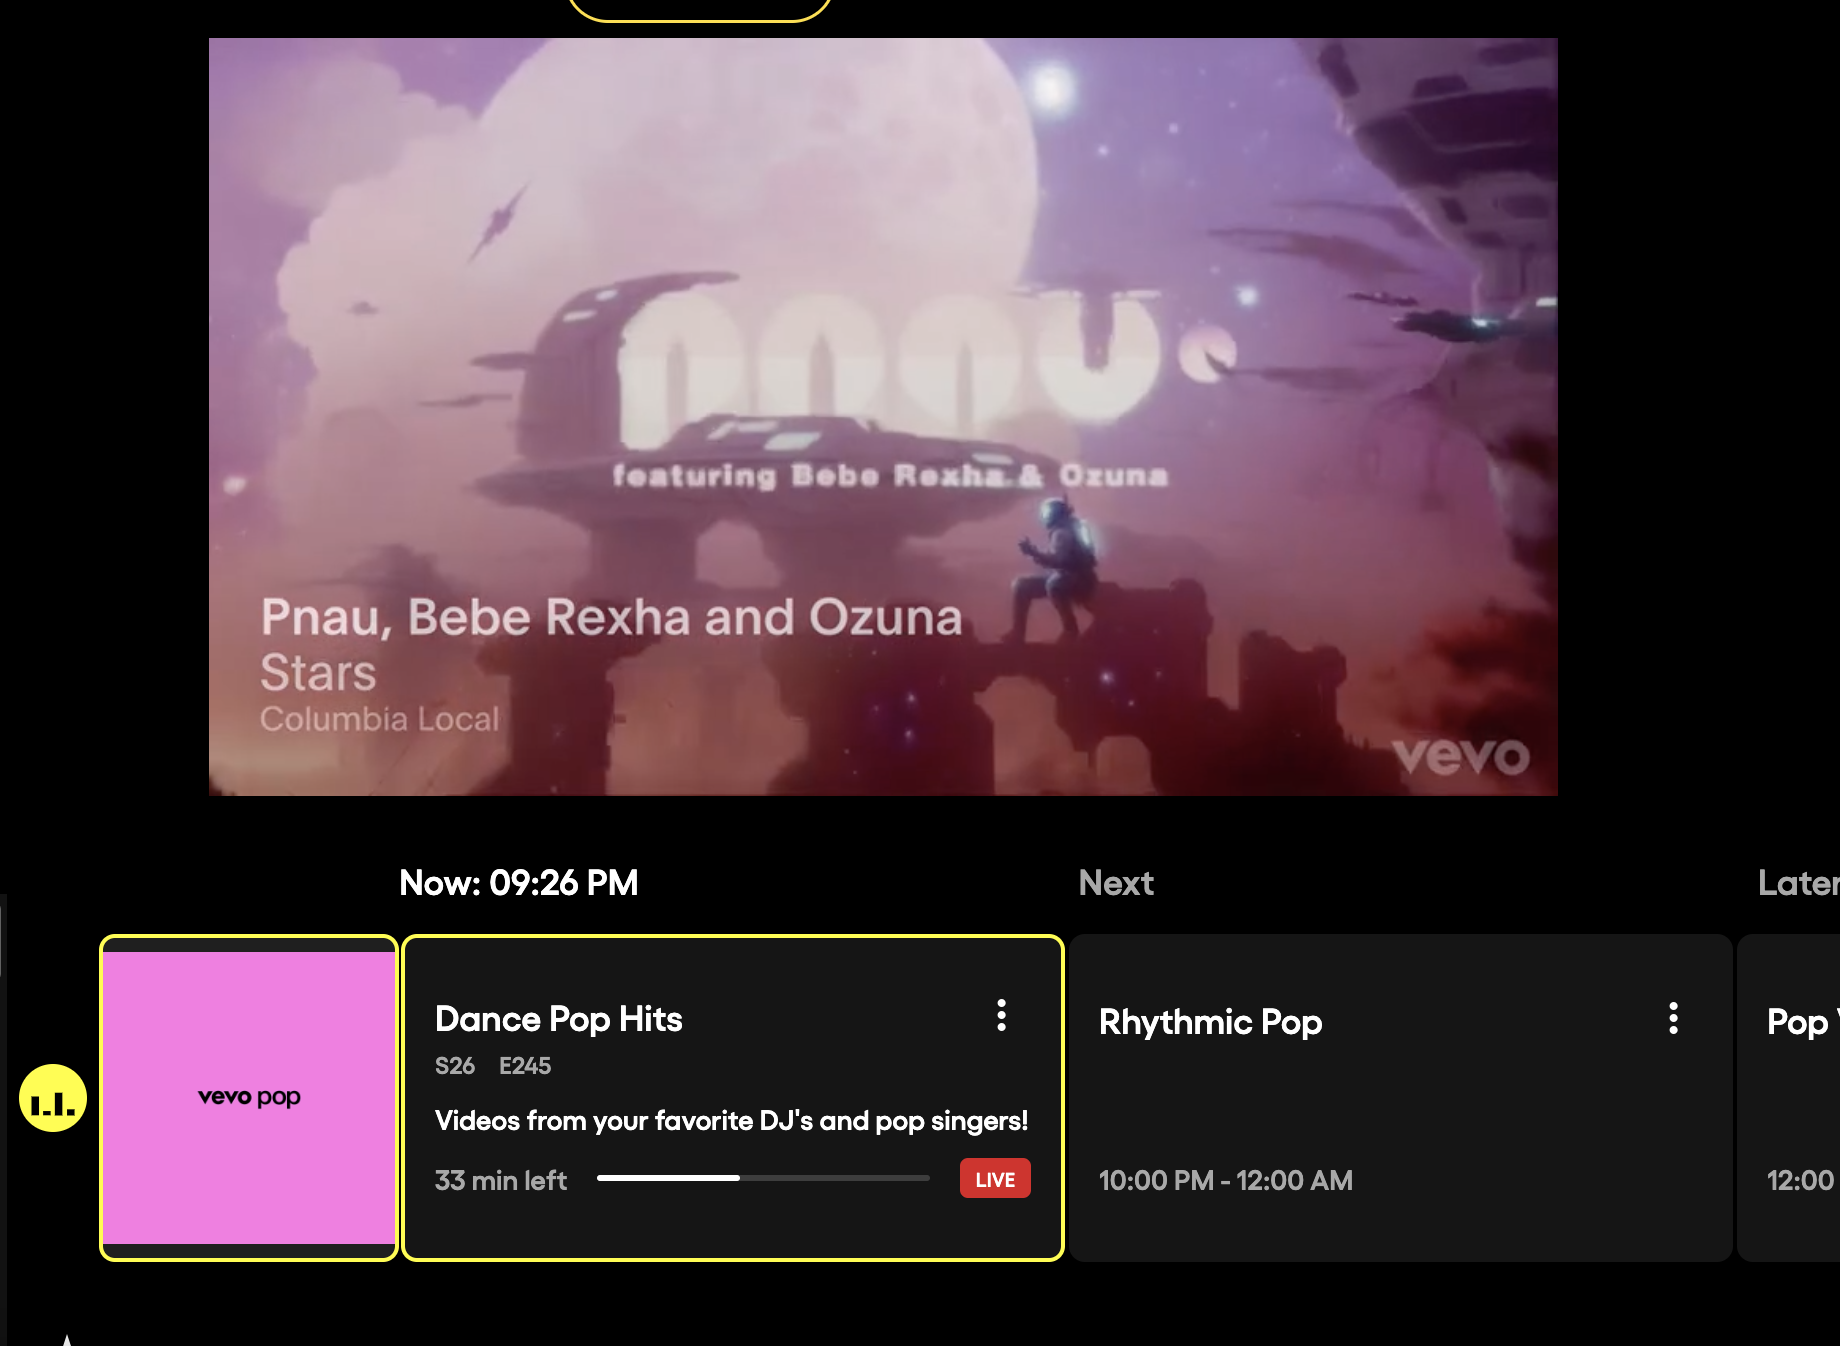 pnau
featuring Bebe Rexha & Ozuna
Pnau, Bebe Rexha and Ozuna
Stars
Columbia Local
vevo
Now: 09:26 PM
Next
Later
vevo pop
Dance Pop Hits
S26 E245
Videos from your favorite DJ's and pop singers!
33 min left
LIVE
Rhythmic Pop
10:00 PM - 12:00 AM
Pop
12:00